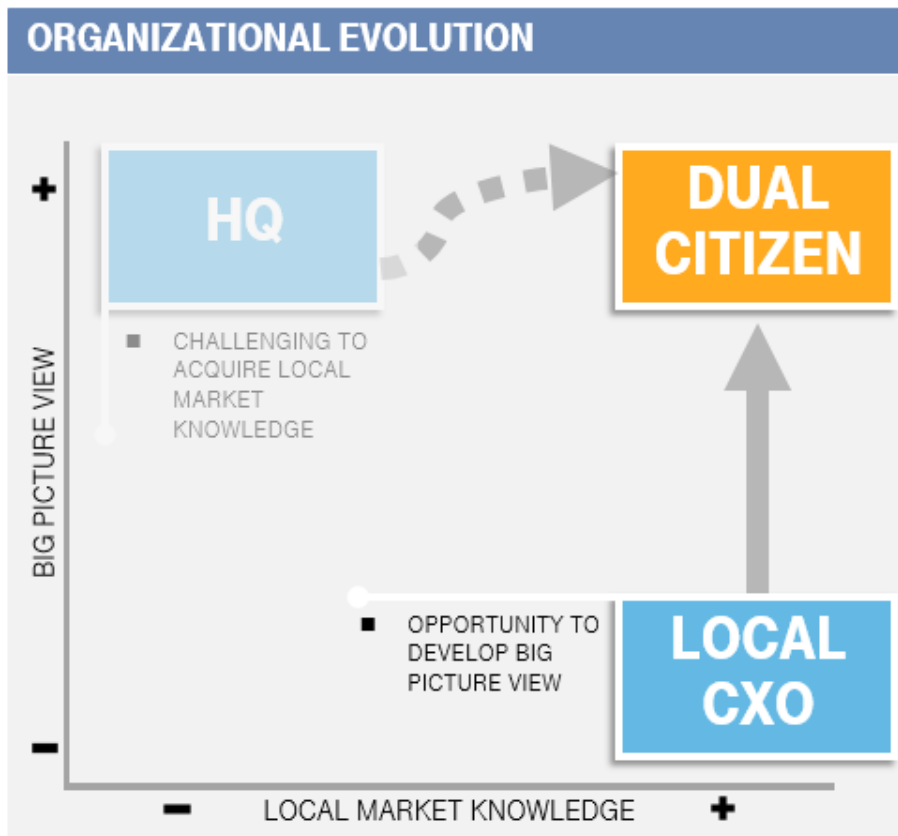 ORGANIZATIONAL EVOLUTION
+
HQ
DUAL
CITIZEN
■ CHALLENGING TO
ACQUIRE LOCAL
MARKET
KNOWLEDGE
BIG PICTURE VIEW
■ OPPORTUNITY TO
DEVELOP BIG
PICTURE VIEW
LOCAL
CXO
-
- LOCAL MARKET KNOWLEDGE +